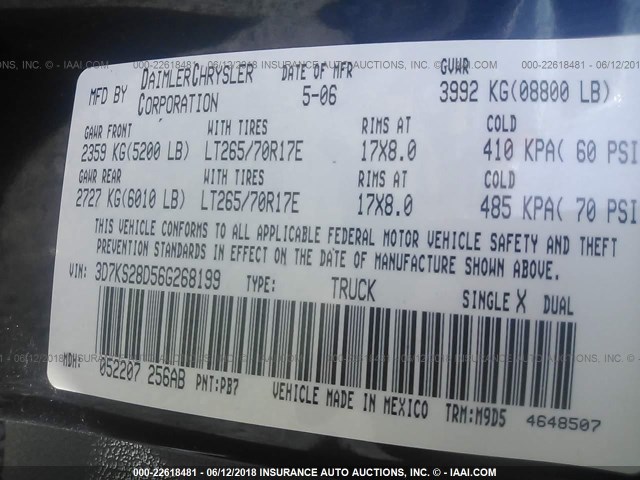 000-22618481 - 06/12/2018 INSURANCE AUTO AUCTIONS, INC. - © IAAI.COM
MFD BY DAIMLERCHRYSLER CORPORATION
DATE OF MFR 5-06
GVWR 3992 KG(08800 LB)
GAWR FRONT WITH TIRES RIMS AT COLD
2359 KG(5200 LB) LT265/70R17E 17X8.0 410 KPA( 60 PSI
GAWR REAR WITH TIRES RIMS AT COLD
2727 KG(6010 LB) LT265/70R17E 17X8.0 485 KPA( 70 PSI
THIS VEHICLE CONFORMS TO ALL APPLICABLE FEDERAL MOTOR VEHICLE SAFETY AND THEFT
PREVENTION STANDARDS IN EFFECT ON THE DATE OF MANUFACTURE SHOWN ABOVE.
VIN: 3D7KS28D56G268199 TYPE: TRUCK SINGLE X DUAL
MDH: 052207 256AB PNT:PB7 VEHICLE MADE IN MEXICO TRM:M9D5 4648507
000-22618481 - 06/12/2018 INSURANCE AUTO AUCTIONS, INC. - © IAAI.COM